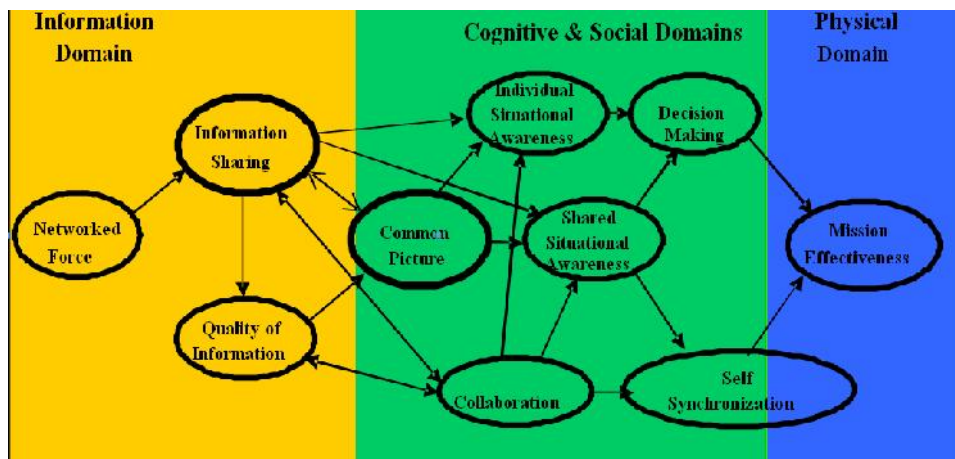 Information
Domain
Cognitive & Social Domains
Physical
Domain
Individual
Situational
Awareness
Decision
Making
Information
Sharing
Networked
Force
Common
Picture
Shared
Situational
Awareness
Mission
Effectiveness
Quality of
Information
Collaboration
Self
Synchronization